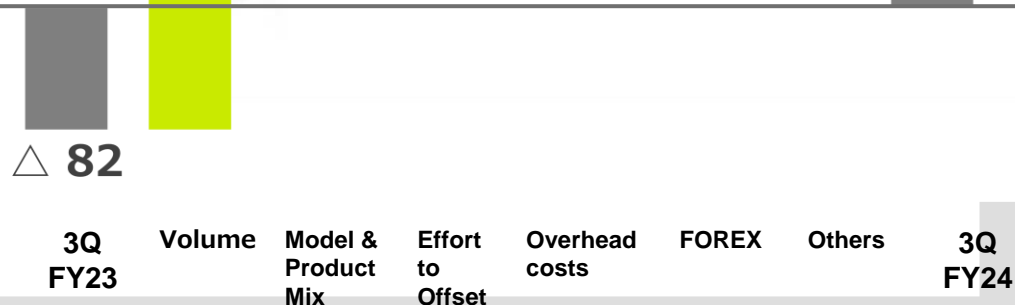 △ 82
3Q FY23
Volume
Model & Product Mix
Effort to Offset
Overhead costs
FOREX
Others
3Q FY24